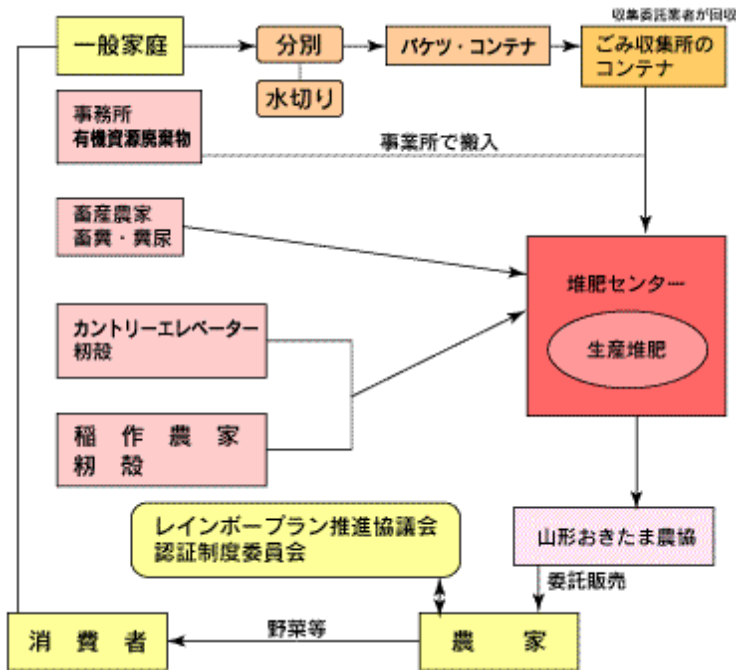 収集委託業者が回収
一般家庭
分別
バケツ・コンテナ
ごみ収集所の
コンテナ
水切り
事務所
有機資源廃棄物
事業所で搬入
畜産農家
畜糞・糞尿
堆肥センター
生産堆肥
カントリーエレベーター
籾殻
稲作農家
籾殻
レインボープラン推進協議会
認証制度委員会
山形おきたま農協
委託販売
消費者
野菜等
農家